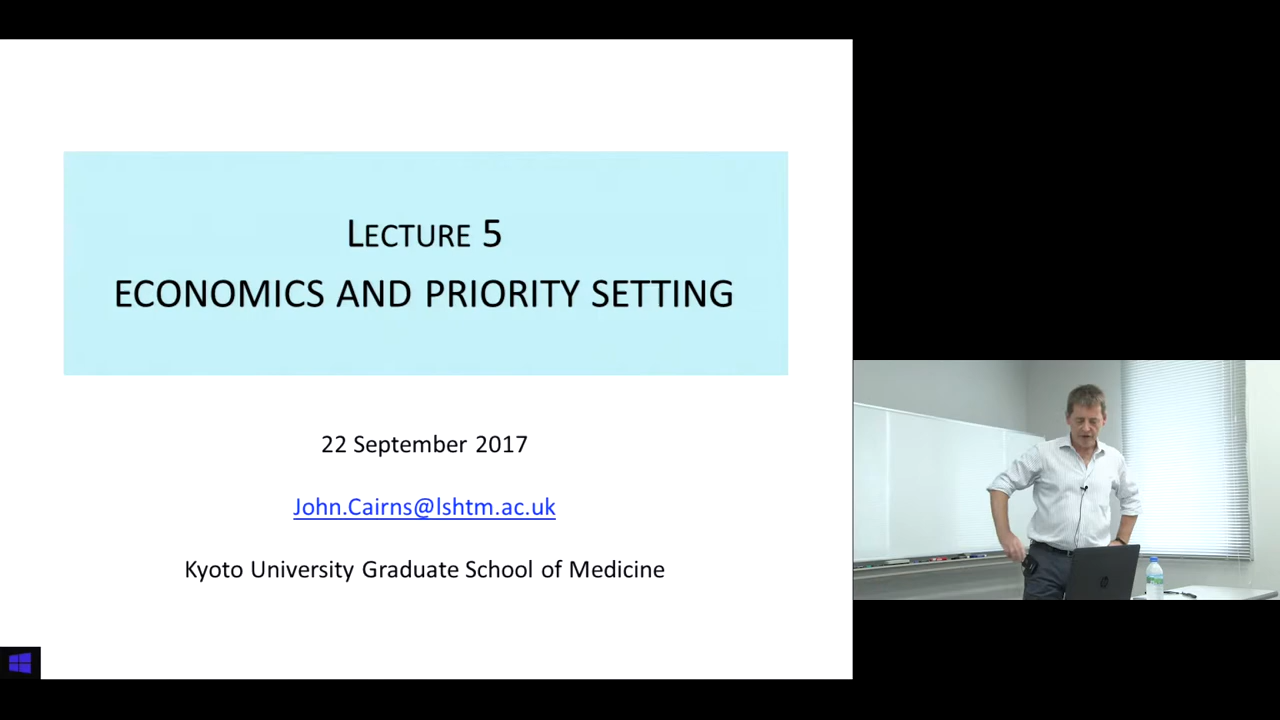 LECTURE 5
ECONOMICS AND PRIORITY SETTING
22 September 2017
John.Cairns@lshtm.ac.uk
Kyoto University Graduate School of Medicine